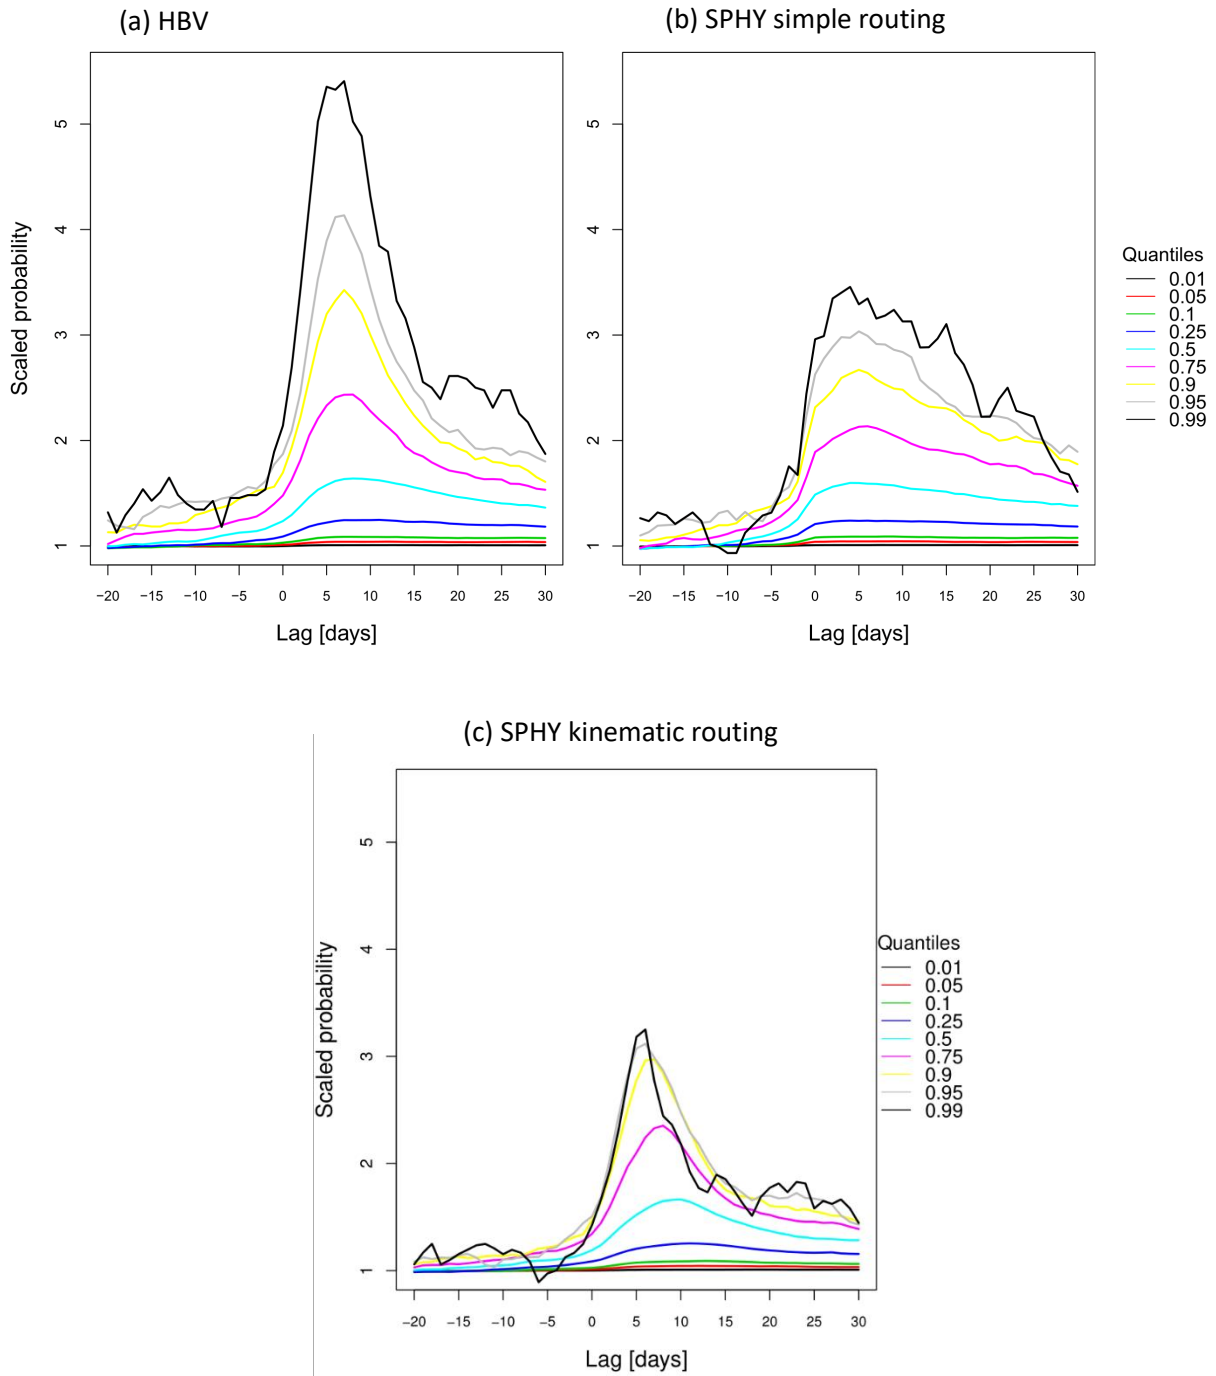 (a) HBV
(b) SPHY simple routing
Scaled probability
5
4
3
2
1
−20 −15 −10 −5 0 5 10 15 20 25 30
Lag [days]
5
4
3
2
1
−20 −15 −10 −5 0 5 10 15 20 25 30
Lag [days]
Quantiles
0.01
0.05
0.1
0.25
0.5
0.75
0.9
0.95
0.99
(c) SPHY kinematic routing
Scaled probability
5
4
3
2
1
−20 −15 −10 −5 0 5 10 15 20 25 30
Lag [days]
Quantiles
0.01
0.05
0.1
0.25
0.5
0.75
0.9
0.95
0.99